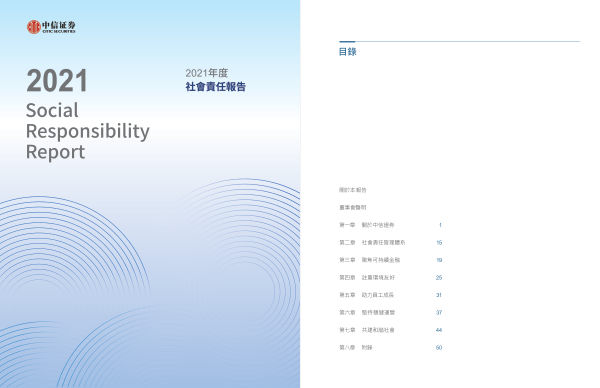 中信证券
CITIC SECURITIES
2021
Social
Responsibility
Report
2021年度
社會責任報告
目錄
關於本報告
董事會聲明
第一章 關於中信證券 1
第二章 社會責任管理體系 15
第三章 聚焦可持續金融 19
第四章 註重環境友好 25
第五章 助力員工成長 31
第六章 堅持穩健運營 37
第七章 共建和諧社會 44
第八章 附錄 50